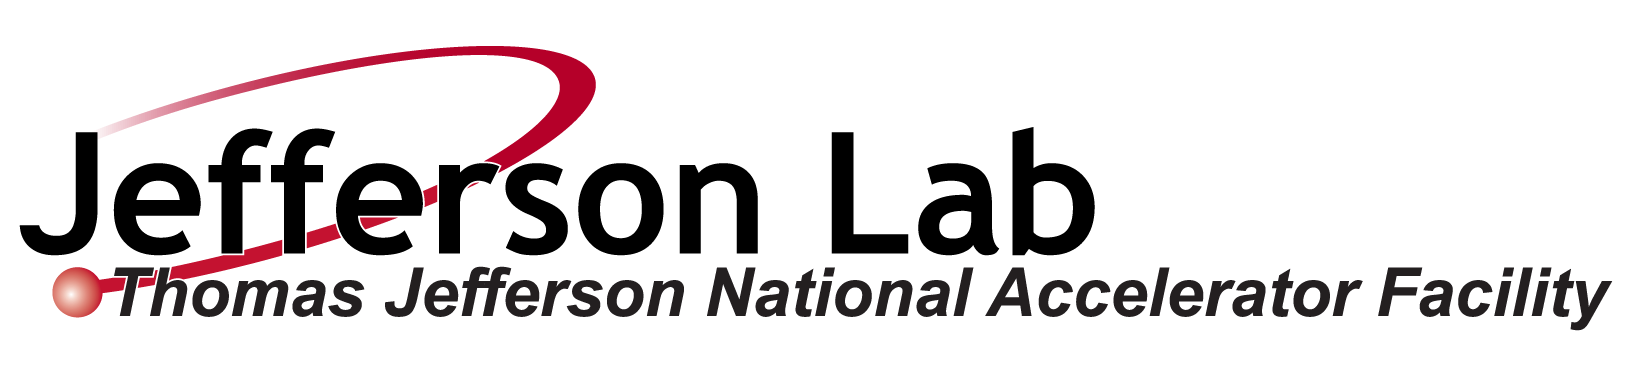 Jefferson Lab
Thomas Jefferson National Accelerator Facility